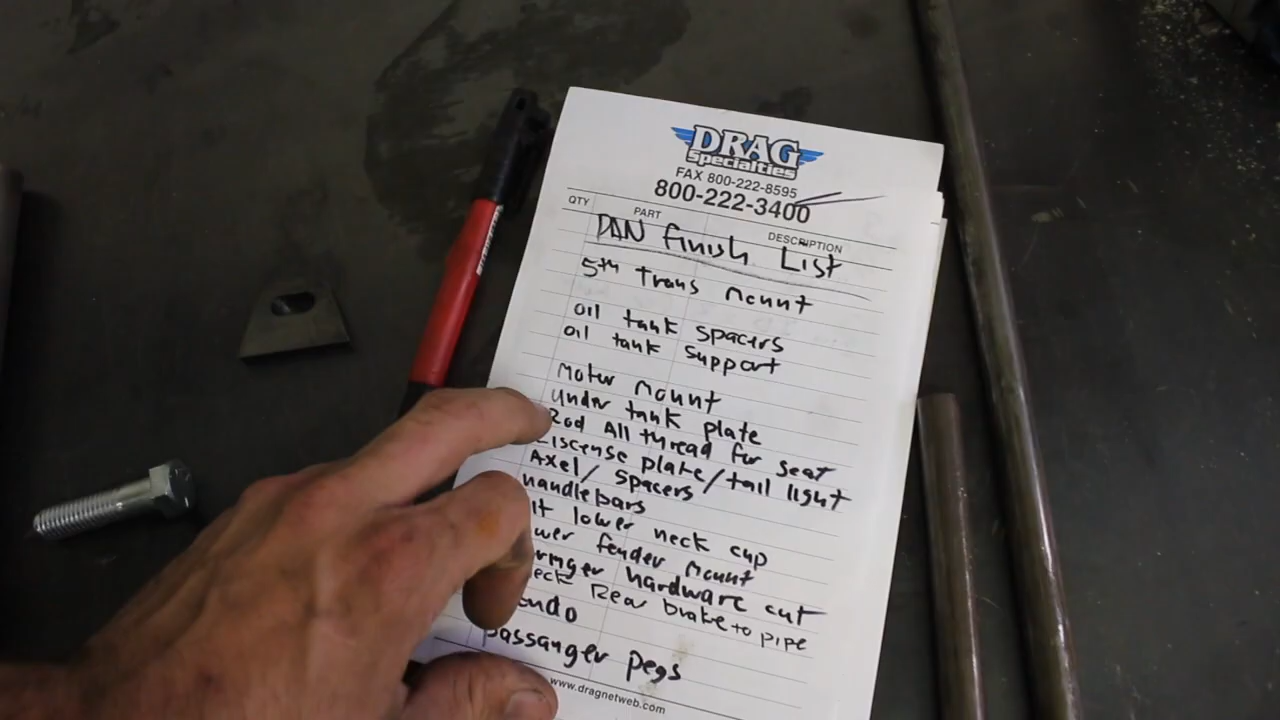 DRAG
Specialties
FAX 800-222-8595
800-222-3400
QTY PART DESCRIPTION
PAN finish List
5th Trans Mount
oil tank spacers
oil tank support
Motor Mount
Under tank plate
Rod All thread for seat
Liscense plate/tail light
Axel/ spacers
handlebars
lower neck cup
fender mount
hardware cut
Rear brake to pipe
passanger pegs
www.dragnetweb.com